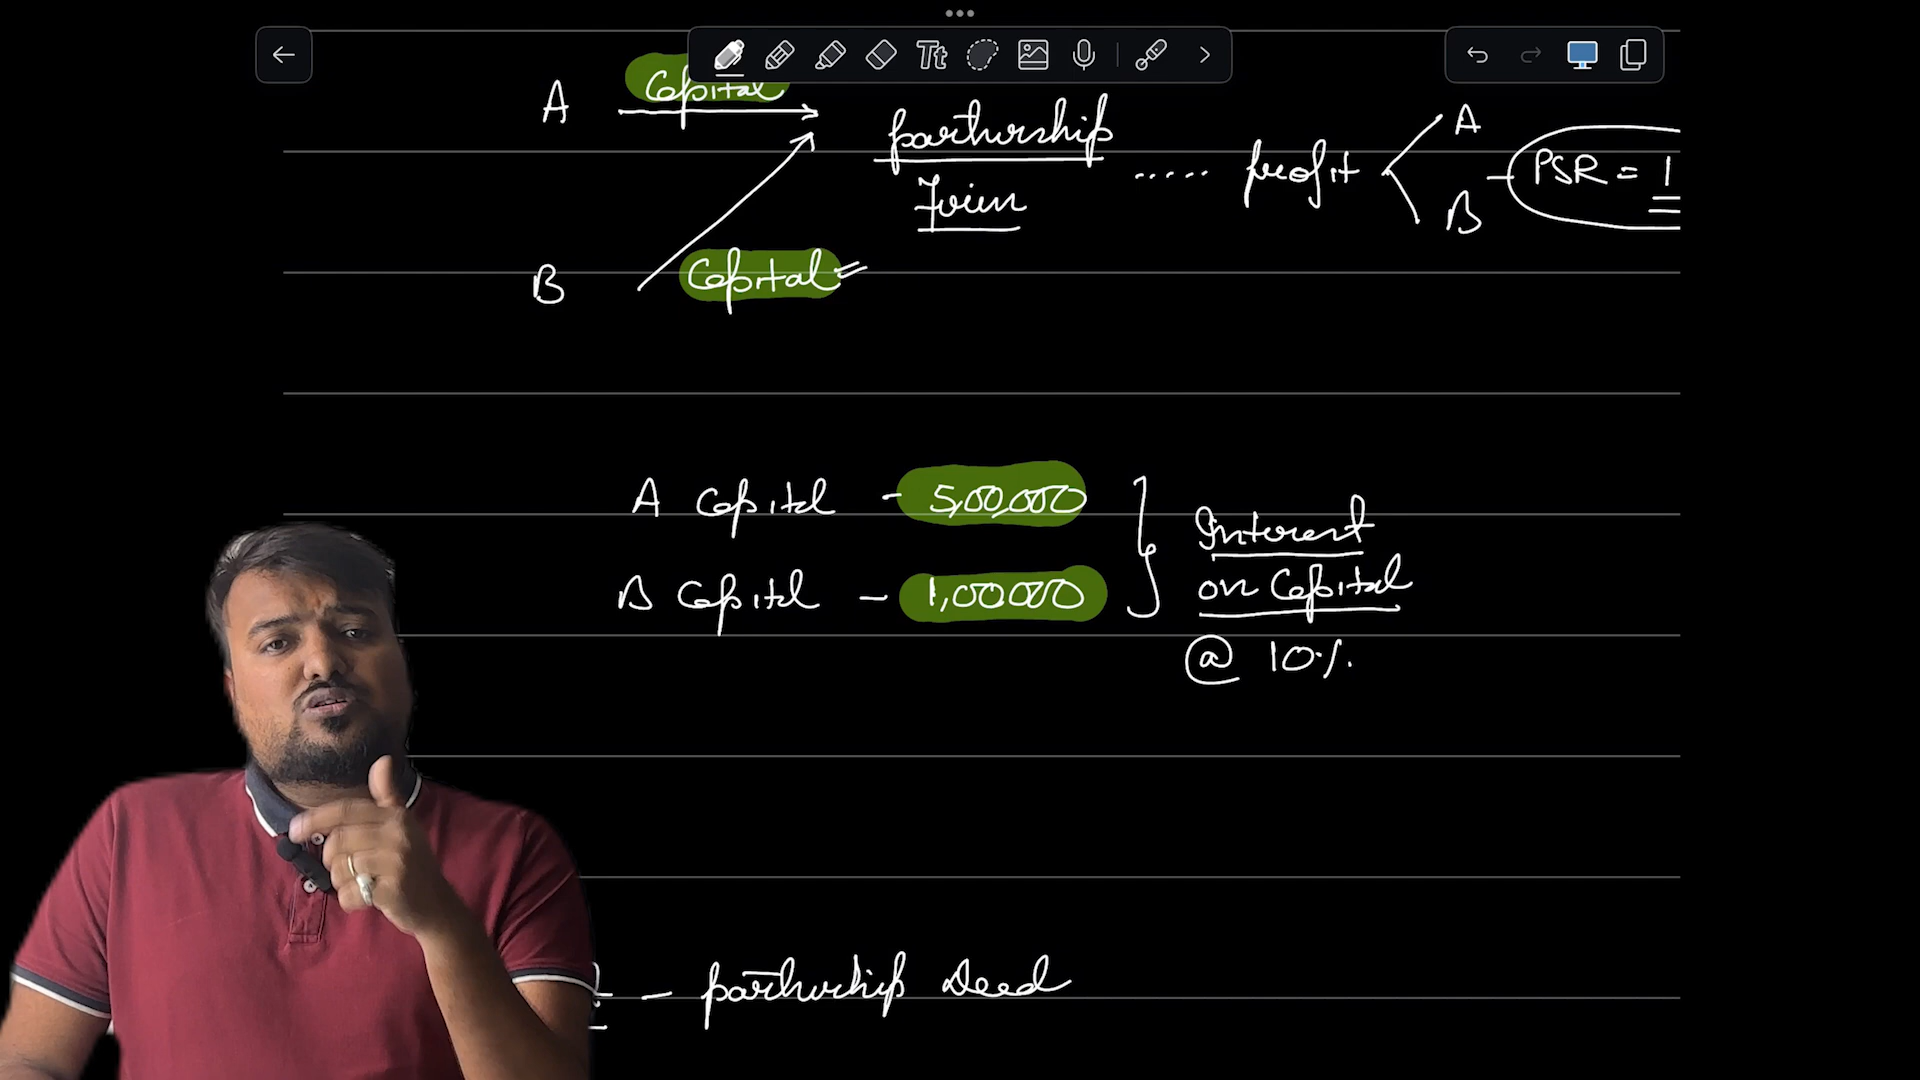 A Capital
partnership
Firm
..... profit
A
B
PSR = 1
B Capital =
A Capital - 5,00,000
B Capital - 1,00,000
Interest
on Capital
@ 10%.
- partnership Deed
Tt